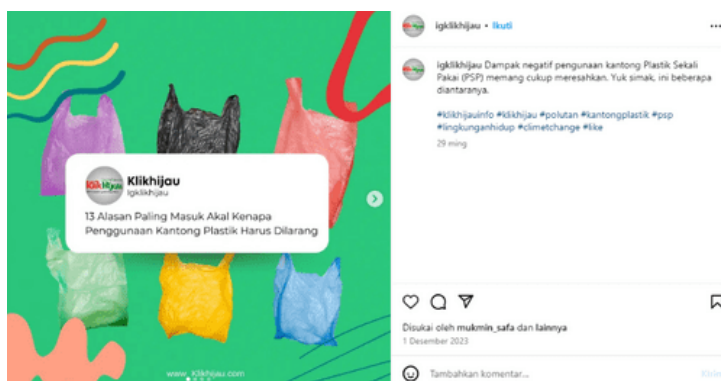 Klikhijau
Klikhijau
Igklikhijau
13 Alasan Paling Masuk Akal Kenapa
Penggunaan Kantong Plastik Harus Dilarang
www_Klikhijau.com
igklikhijau • Ikuti
igklikhijau Dampak negatif pengunaan kantong Plastik Sekali
Pakai (PSP) memang cukup meresahkan. Yuk simak, ini beberapa
diantaranya.
#klikhijauinfo #klikhijau #polutan #kantongplastik #psp
#lingkunganhidup #climetchange #like
29 ming
Disukai oleh mukmin_safa dan lainnya
1 Desember 2023
Tambahkan komentar...
Kirim